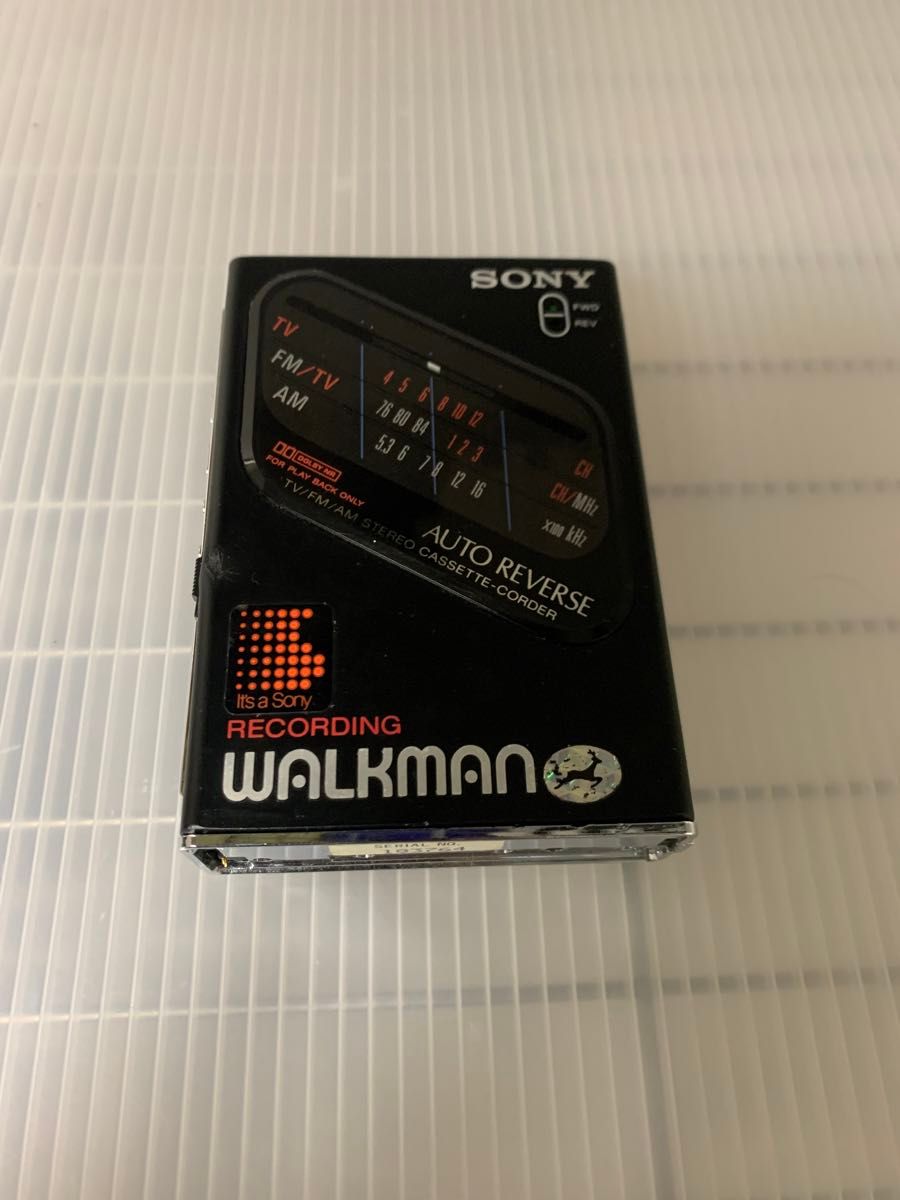 SONY
FWD
REV
TV
4 5 6 8 10 12
CH
FM/TV
76 80 84 1 2 3
CH/MHz
AM
5.3 6 7 8 12 16
x100 kHz
DOLBY NR
FOR PLAY BACK ONLY
TV/FM/AM STEREO CASSETTE-CORDER
AUTO REVERSE
It's a Sony
RECORDING
WALKMAN
SERIAL NO.
193764